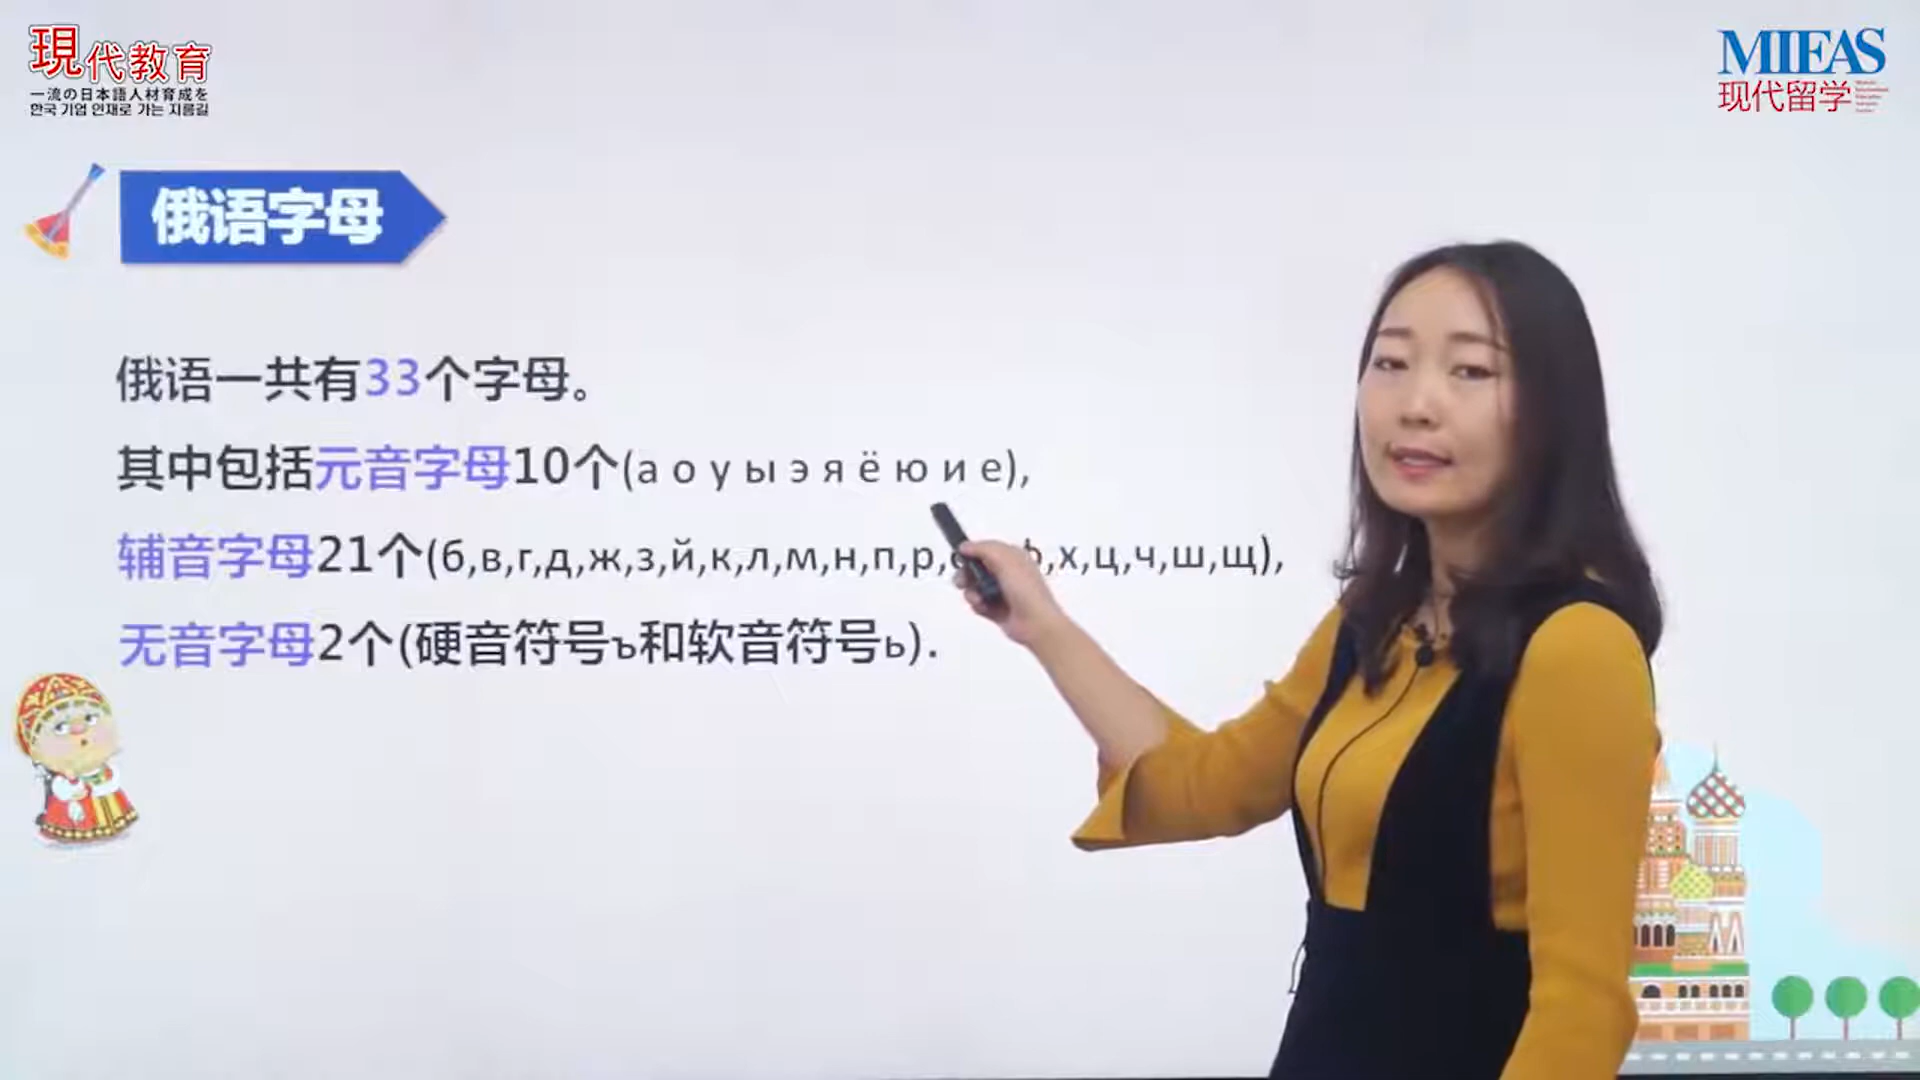 現代教育
一流の日本語人材育成を
한국 기업 인재로 가는 지름길
MIEAS
现代留学
俄语字母
俄语一共有33个字母。
其中包括元音字母10个(а о у ы э я ё ю и е),
辅音字母21个(б,в,г,д,ж,з,й,к,л,м,н,п,р, ,х,ц,ч,ш,щ),
无音字母2个(硬音符号ъ和软音符号ь).